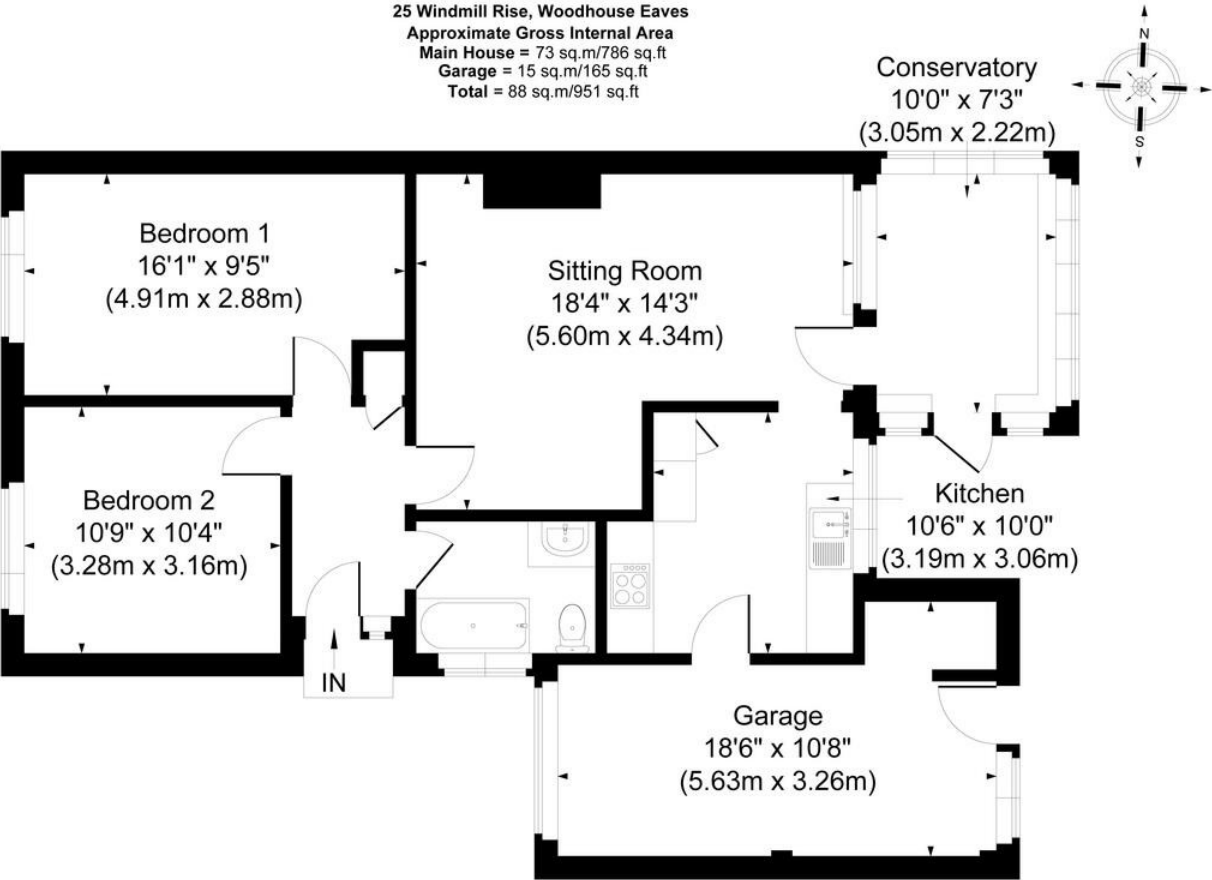 25 Windmill Rise, Woodhouse Eaves
Approximate Gross Internal Area
Main House = 73 sq.m/786 sq.ft
Garage = 15 sq.m/165 sq.ft
Total = 88 sq.m/951 sq.ft
N
S
Conservatory
10'0" x 7'3"
(3.05m x 2.22m)
Bedroom 1
16'1" x 9'5"
(4.91m x 2.88m)
Sitting Room
18'4" x 14'3"
(5.60m x 4.34m)
Bedroom 2
10'9" x 10'4"
(3.28m x 3.16m)
Kitchen
10'6" x 10'0"
(3.19m x 3.06m)
IN
Garage
18'6" x 10'8"
(5.63m x 3.26m)